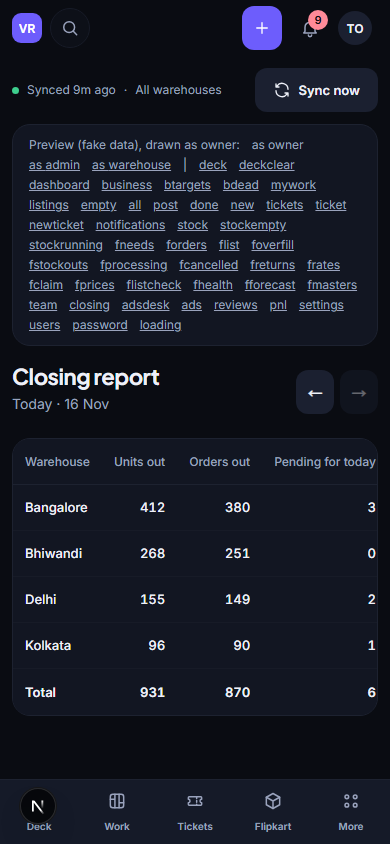 VR
+
9
TO
Synced 9m ago · All warehouses
Sync now
Preview (fake data), drawn as owner: as owner
as admin as warehouse | deck deckclear
dashboard business btargets bdead mywork
listings empty all post done new tickets ticket
newticket notifications stock stockempty
stockrunning fneeds forders flist foverfill
fstockouts fprocessing fcancelled freturns frates
fclaim fprices flistcheck fhealth fforecast fmasters
team closing adsdesk ads reviews pnl settings
users password loading
Closing report
Today · 16 Nov
← →
Warehouse Units out Orders out Pending for today
Bangalore 412 380 3
Bhiwandi 268 251 0
Delhi 155 149 2
Kolkata 96 90 1
Total 931 870 6
N
Deck Work Tickets Flipkart More